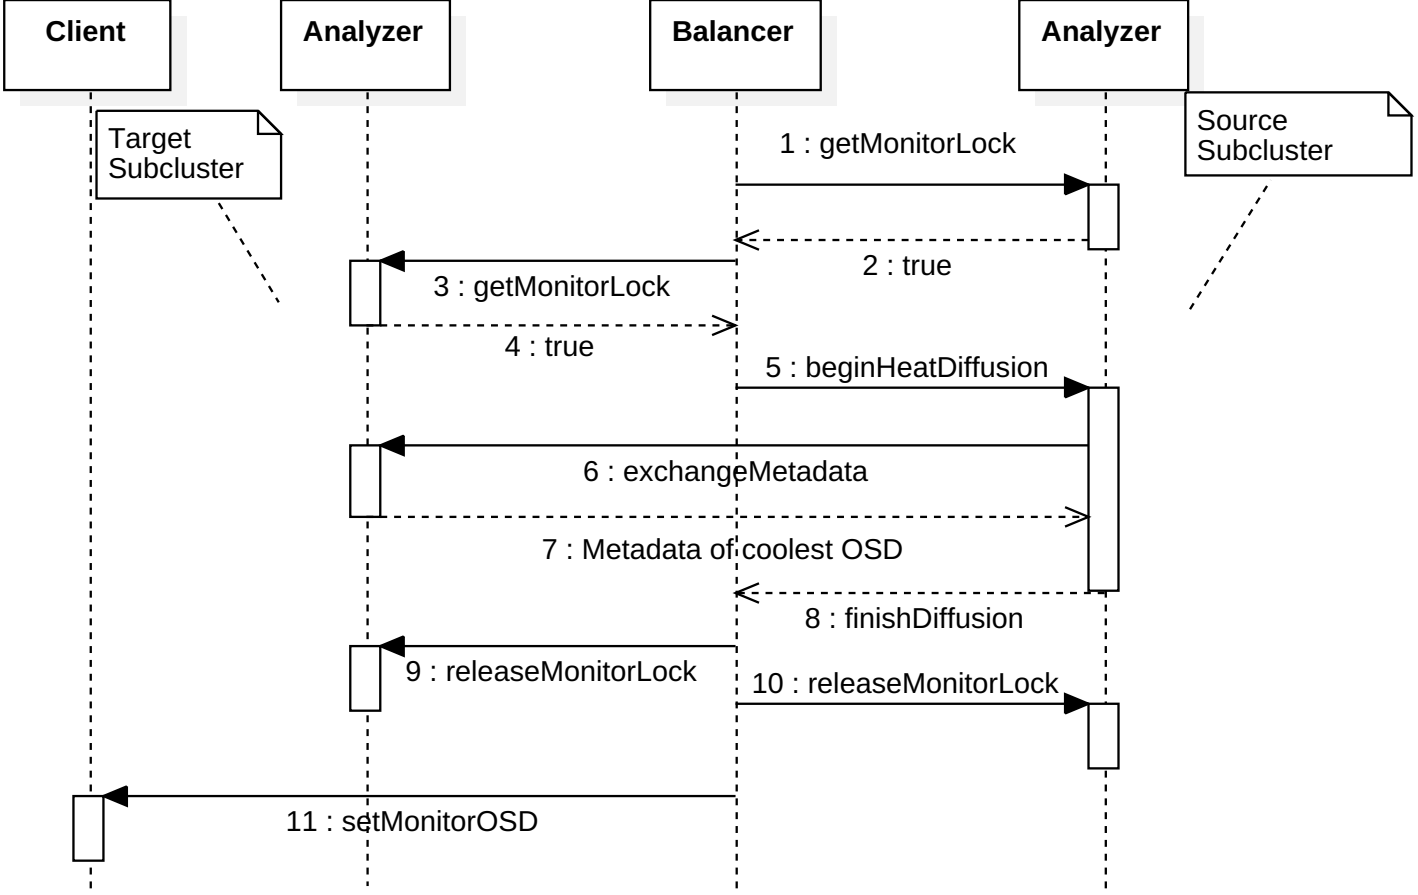 Client
Analyzer
Balancer
Analyzer
Target
Subcluster
Source
Subcluster
1 : getMonitorLock
2 : true
3 : getMonitorLock
4 : true
5 : beginHeatDiffusion
6 : exchangeMetadata
7 : Metadata of coolest OSD
8 : finishDiffusion
9 : releaseMonitorLock
10 : releaseMonitorLock
11 : setMonitorOSD